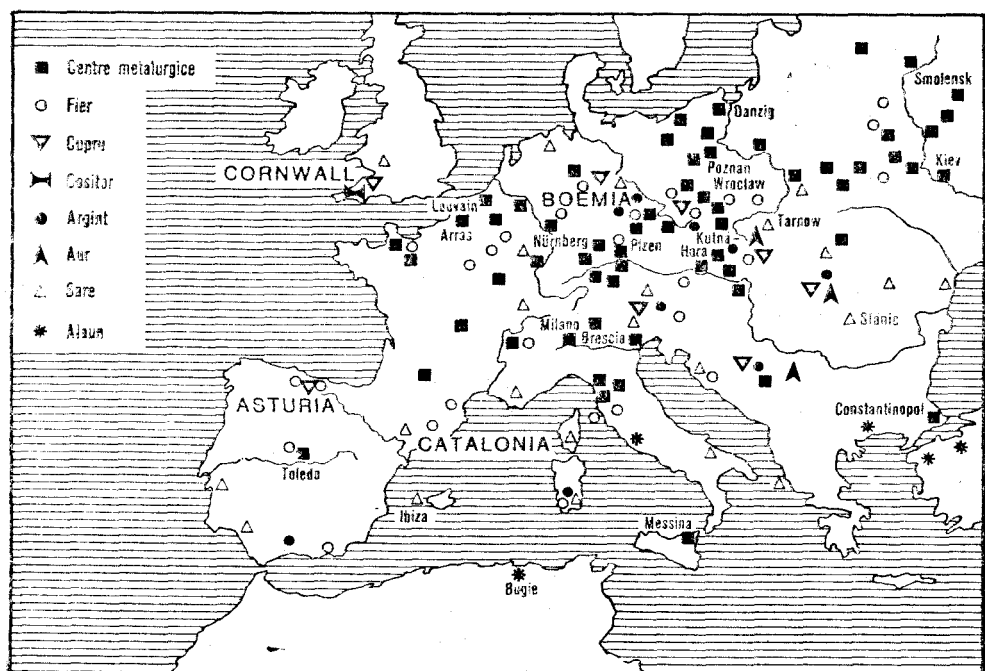 Centre metalurgice
Fier
Cupru
Cositor
Argint
Aur
Sare
Alaun
Smolensk
Danzig
Kiev
Poznan
Wrocław
CORNWALL
BOEMIA
Louvain
Arras
Tarnow
Nürnberg
Plzen
Kutna-
Hora
Milano
Brescia
Slanic
ASTURIA
CATALONIA
Constantinopol
Toleda
Ibiza
Messina
Bugie